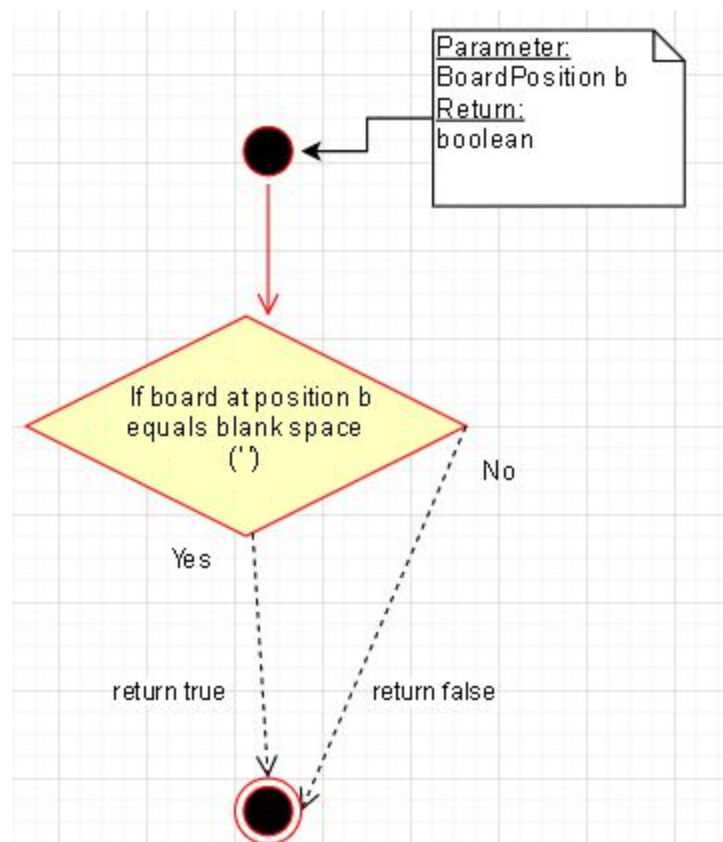 Parameter:
BoardPosition b
Return:
boolean
If board at position b
equals blank space
(' ')
No
Yes
return true
return false